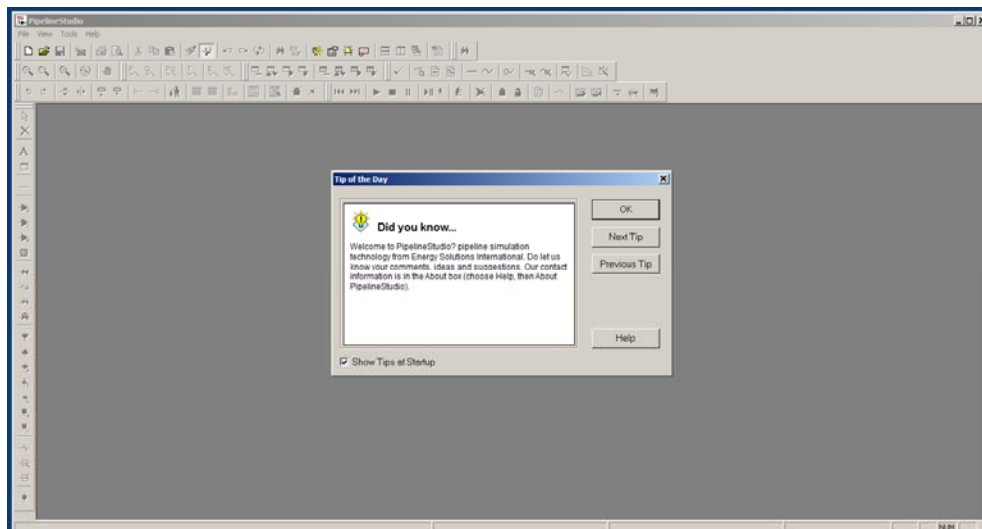 PipelineStudio
File View Tools Help
Tip of the Day
Did you know...
Welcome to PipelineStudio? pipeline simulation
technology from Energy Solutions International. Do let us
know your comments, ideas and suggestions. Our contact
information is in the About box (choose Help, then About
PipelineStudio).
OK
Next Tip
Previous Tip
Help
Show Tips at Startup
NUM